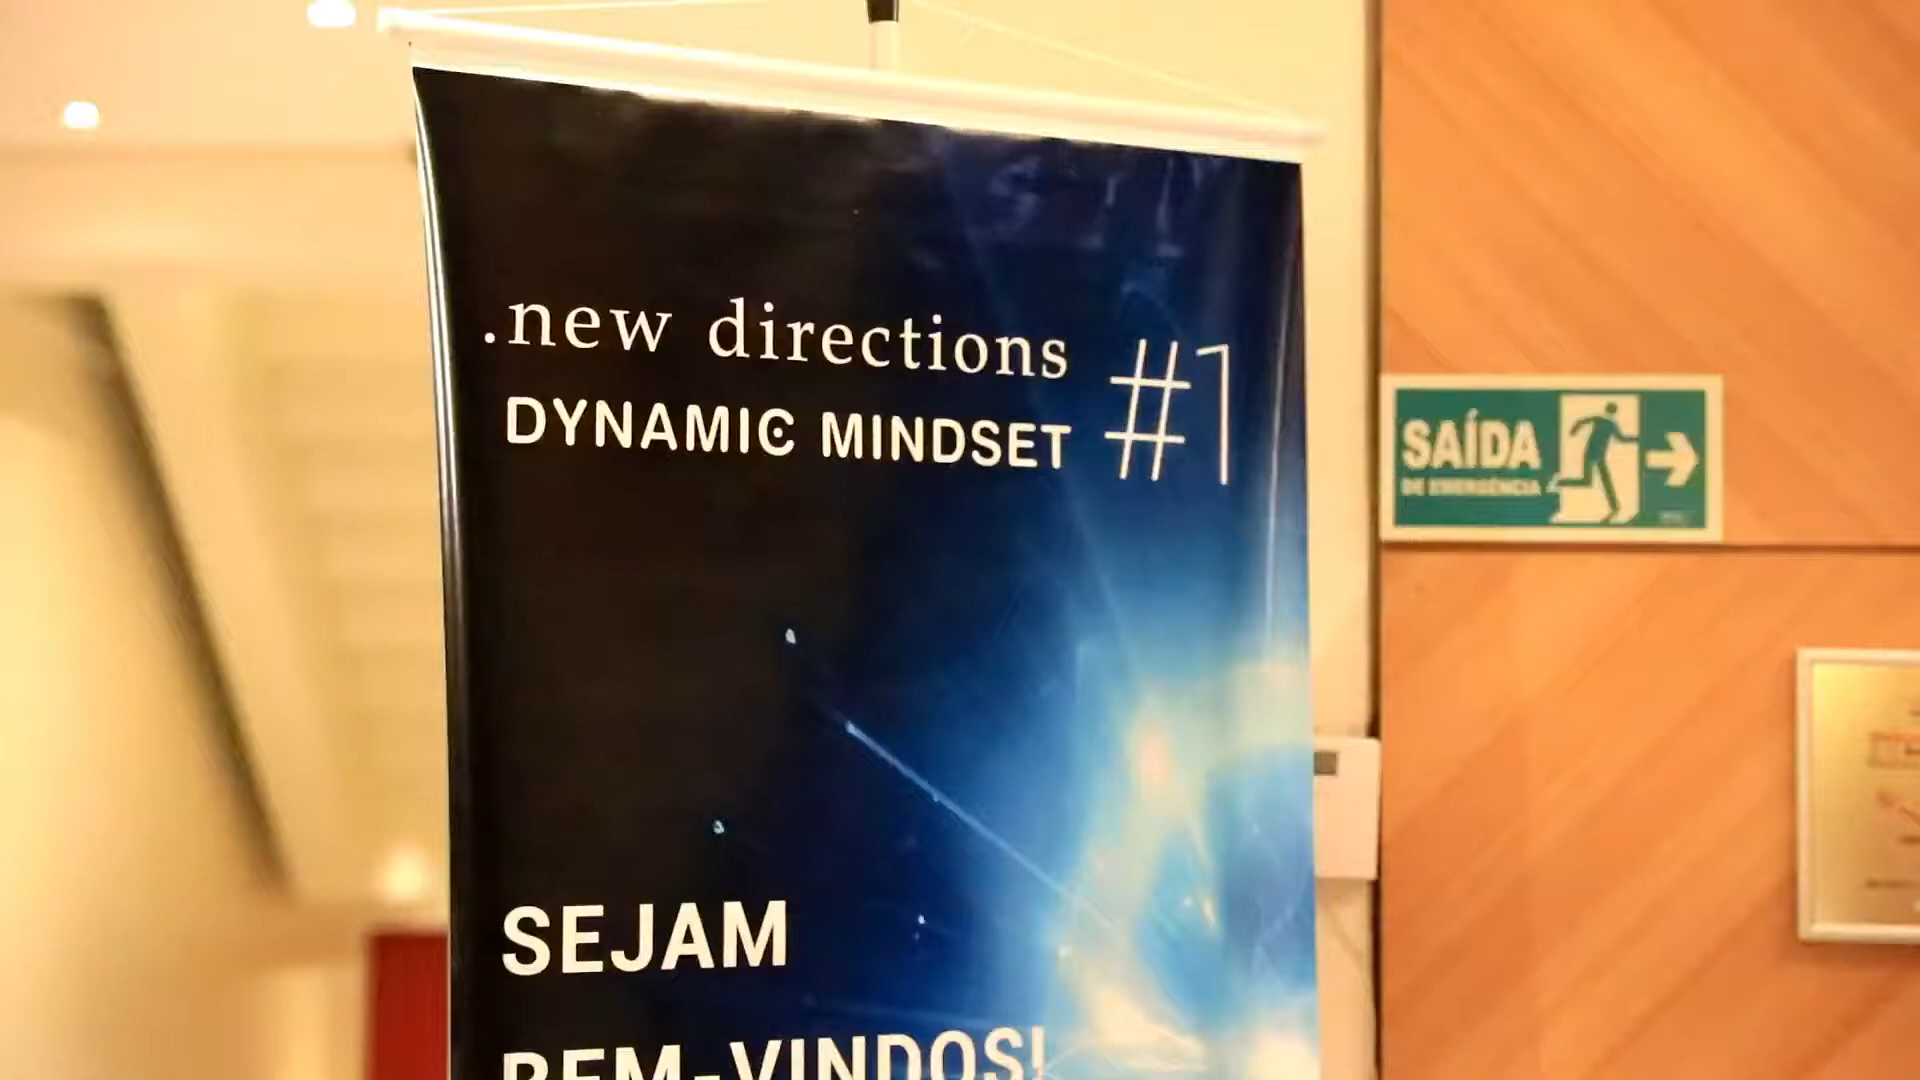 .new directions
DYNAMIC MINDSET
#1
SEJAM
BEM-VINDOS!
SAÍDA
DE EMERGÊNCIA